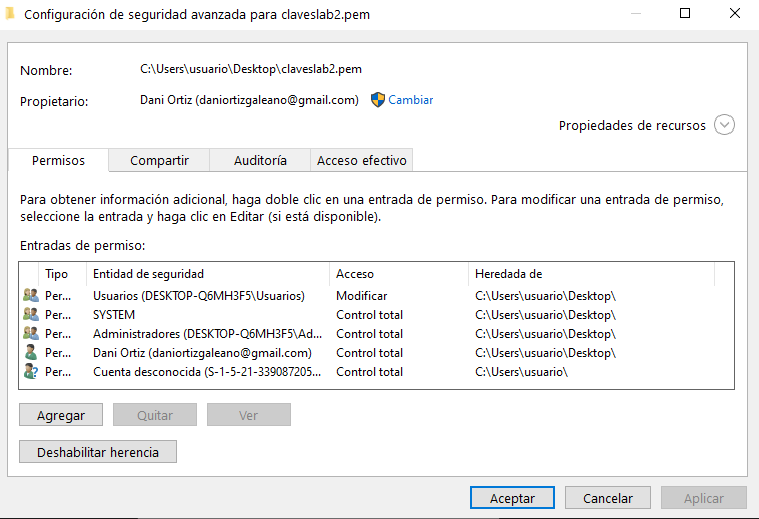 Configuración de seguridad avanzada para claveslab2.pem
Nombre: C:\Users\usuario\Desktop\claveslab2.pem
Propietario: Dani Ortiz (daniortizgaleano@gmail.com) Cambiar
Propiedades de recursos
Permisos Compartir Auditoría Acceso efectivo
Para obtener información adicional, haga doble clic en una entrada de permiso. Para modificar una entrada de permiso,
seleccione la entrada y haga clic en Editar (si está disponible).
Entradas de permiso:
Tipo Entidad de seguridad Acceso Heredada de
Per... Usuarios (DESKTOP-Q6MH3F5\Usuarios) Modificar C:\Users\usuario\Desktop\
Per... SYSTEM Control total C:\Users\usuario\Desktop\
Per... Administradores (DESKTOP-Q6MH3F5\Ad... Control total C:\Users\usuario\Desktop\
Per... Dani Ortiz (daniortizgaleano@gmail.com) Control total C:\Users\usuario\Desktop\
Per... Cuenta desconocida (S-1-5-21-339087205... Control total C:\Users\usuario\
Agregar Quitar Ver
Deshabilitar herencia
Aceptar Cancelar Aplicar